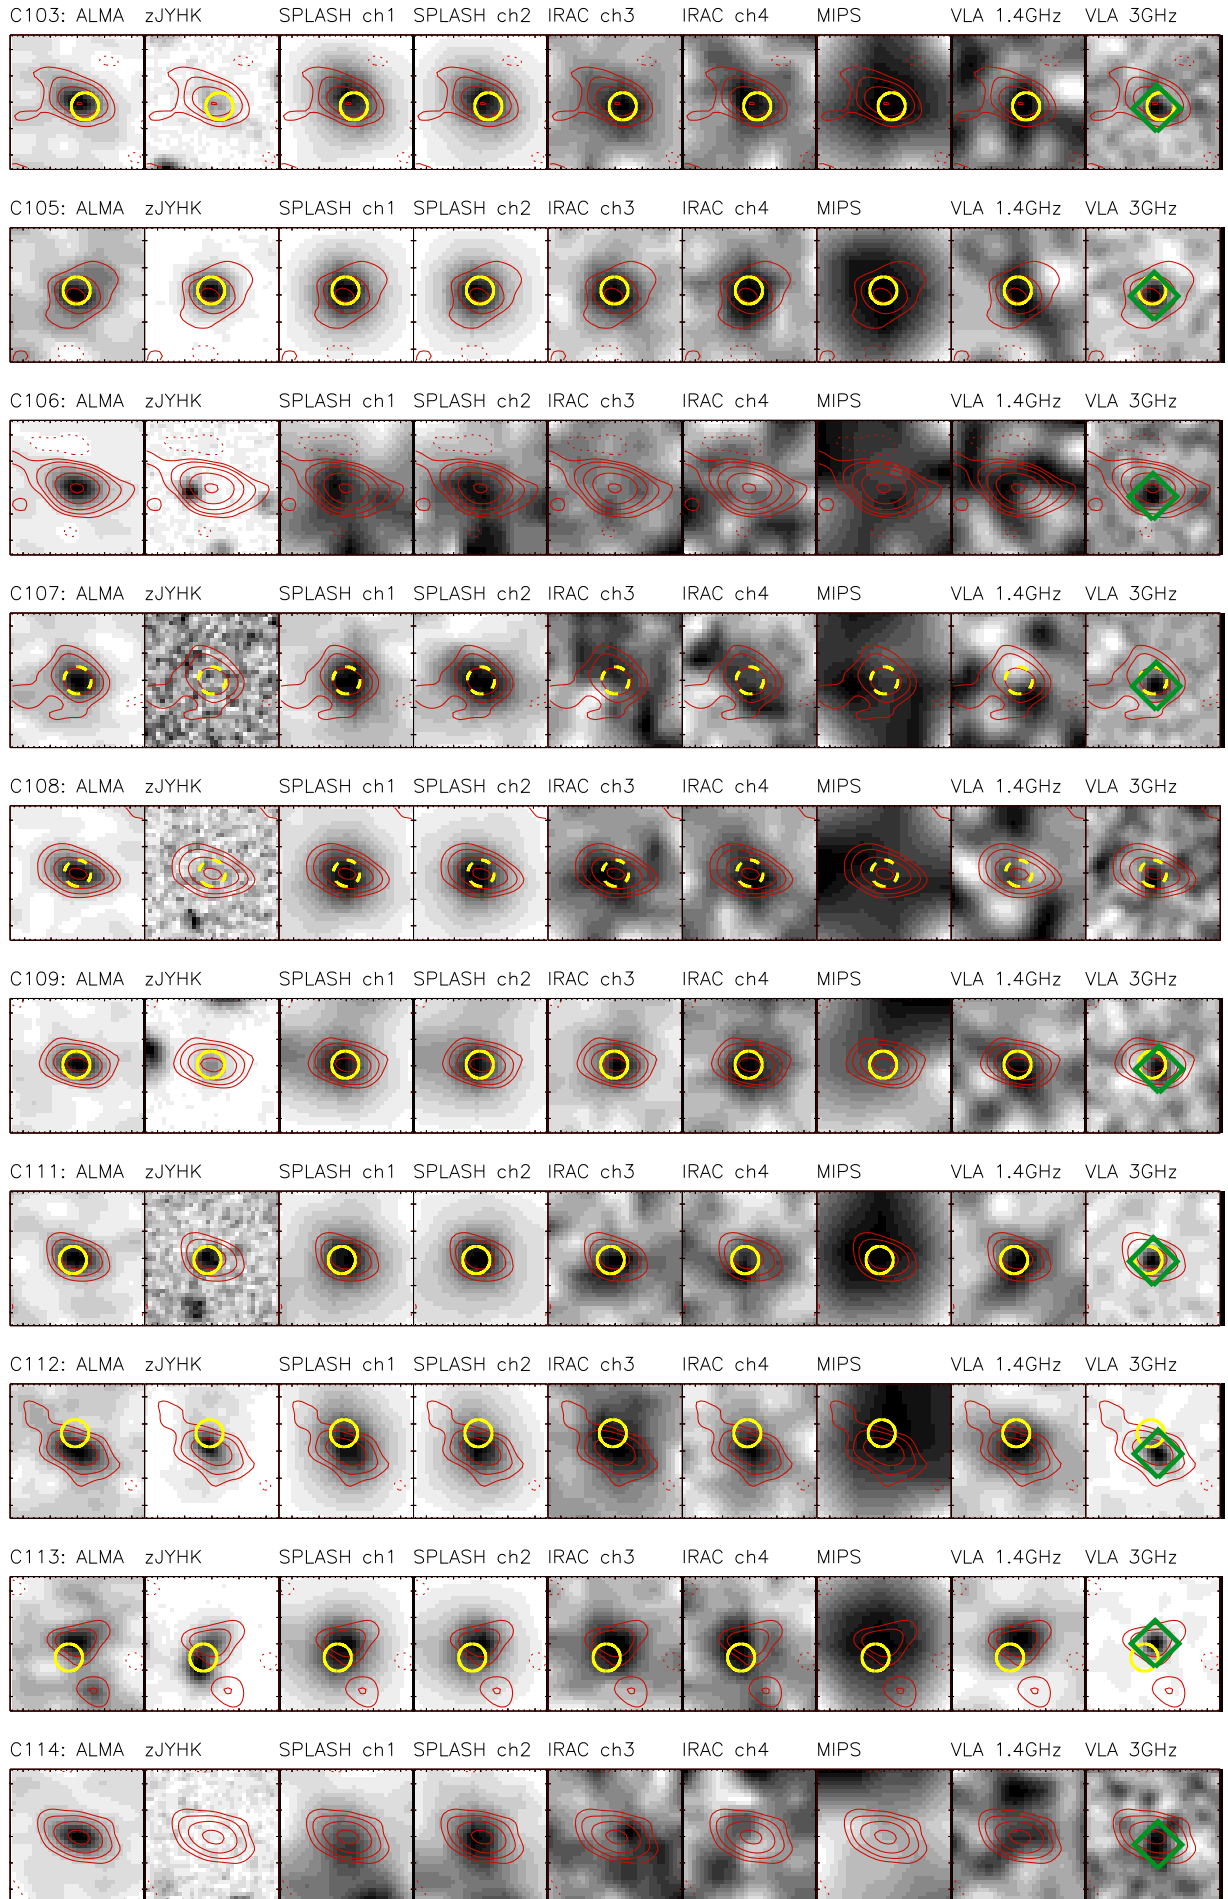 C103: ALMA zJYHK SPLASH ch1 SPLASH ch2 IRAC ch3 IRAC ch4 MIPS VLA 1.4GHz VLA 3GHz
C105: ALMA zJYHK SPLASH ch1 SPLASH ch2 IRAC ch3 IRAC ch4 MIPS VLA 1.4GHz VLA 3GHz
C106: ALMA zJYHK SPLASH ch1 SPLASH ch2 IRAC ch3 IRAC ch4 MIPS VLA 1.4GHz VLA 3GHz
C107: ALMA zJYHK SPLASH ch1 SPLASH ch2 IRAC ch3 IRAC ch4 MIPS VLA 1.4GHz VLA 3GHz
C108: ALMA zJYHK SPLASH ch1 SPLASH ch2 IRAC ch3 IRAC ch4 MIPS VLA 1.4GHz VLA 3GHz
C109: ALMA zJYHK SPLASH ch1 SPLASH ch2 IRAC ch3 IRAC ch4 MIPS VLA 1.4GHz VLA 3GHz
C111: ALMA zJYHK SPLASH ch1 SPLASH ch2 IRAC ch3 IRAC ch4 MIPS VLA 1.4GHz VLA 3GHz
C112: ALMA zJYHK SPLASH ch1 SPLASH ch2 IRAC ch3 IRAC ch4 MIPS VLA 1.4GHz VLA 3GHz
C113: ALMA zJYHK SPLASH ch1 SPLASH ch2 IRAC ch3 IRAC ch4 MIPS VLA 1.4GHz VLA 3GHz
C114: ALMA zJYHK SPLASH ch1 SPLASH ch2 IRAC ch3 IRAC ch4 MIPS VLA 1.4GHz VLA 3GHz